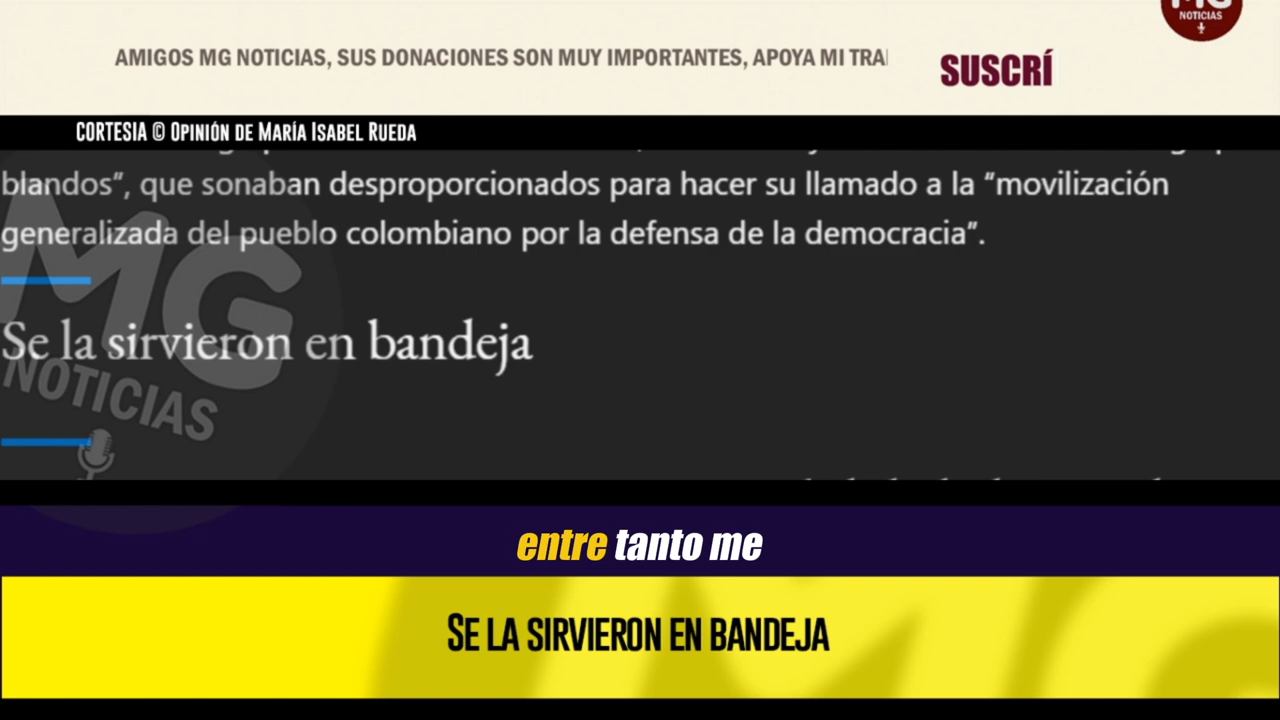 MG
NOTICIAS
AMIGOS MG NOTICIAS, SUS DONACIONES SON MUY IMPORTANTES, APOYA MI TRA
SUSCRÍ
CORTESIA © OPINIÓN DE MARÍA ISABEL RUEDA
blandos”, que sonaban desproporcionados para hacer su llamado a la “movilización
generalizada del pueblo colombiano por la defensa de la democracia”.
Se la sirvieron en bandeja
MG
NOTICIAS
entre tanto me
SE LA SIRVIERON EN BANDEJA